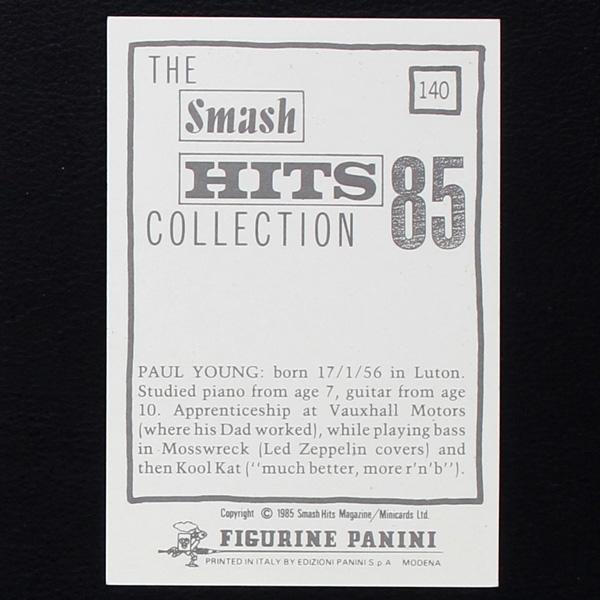 THE
140
Smash
HITS
85
COLLECTION
PAUL YOUNG: born 17/1/56 in Luton.
Studied piano from age 7, guitar from age
10. Apprenticeship at Vauxhall Motors
(where his Dad worked), while playing bass
in Mosswreck (Led Zeppelin covers) and
then Kool Kat ("much better, more r'n'b").
Copyright © 1985 Smash Hits Magazine/Minicards Ltd.
FIGURINE PANINI
PRINTED IN ITALY BY EDIZIONI PANINI S.p.A MODENA